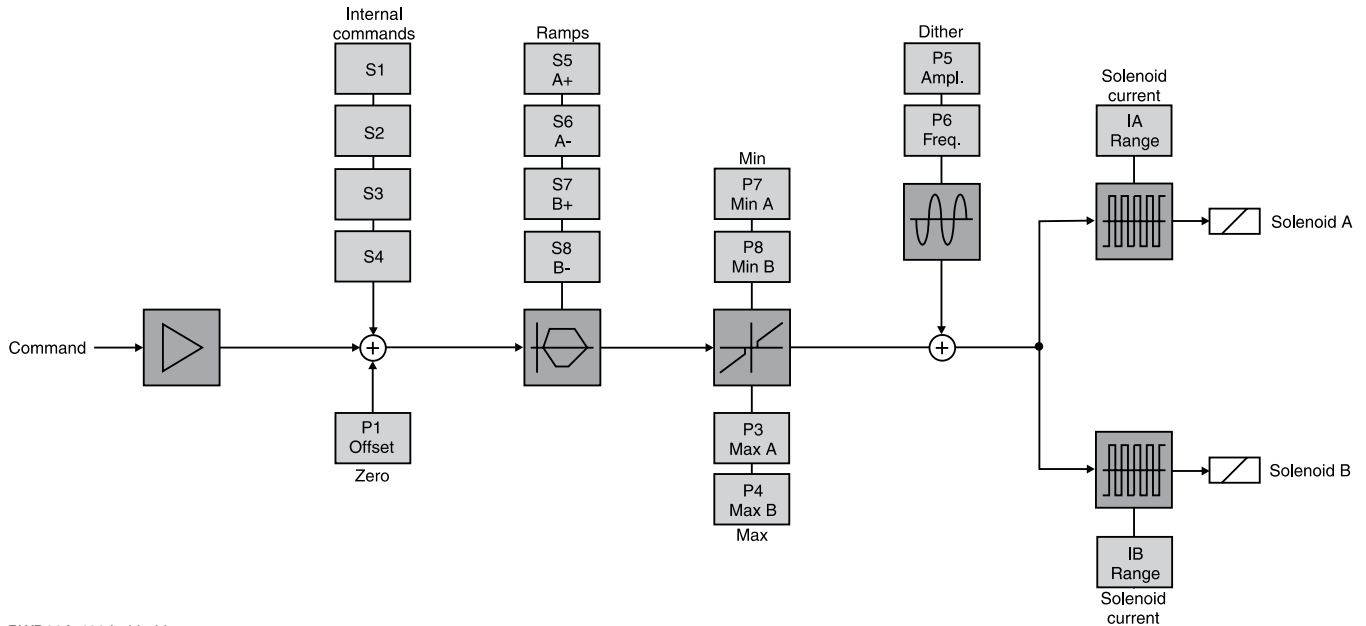 Internal
commands
S1
S2
S3
S4
Ramps
S5
A+
S6
A-
S7
B+
S8
B-
Min
P7
Min A
P8
Min B
Dither
P5
Ampl.
P6
Freq.
Solenoid
current
IA
Range
Solenoid A
Command
P1
Offset
Zero
P3
Max A
P4
Max B
Max
Solenoid B
IB
Range
Solenoid
current